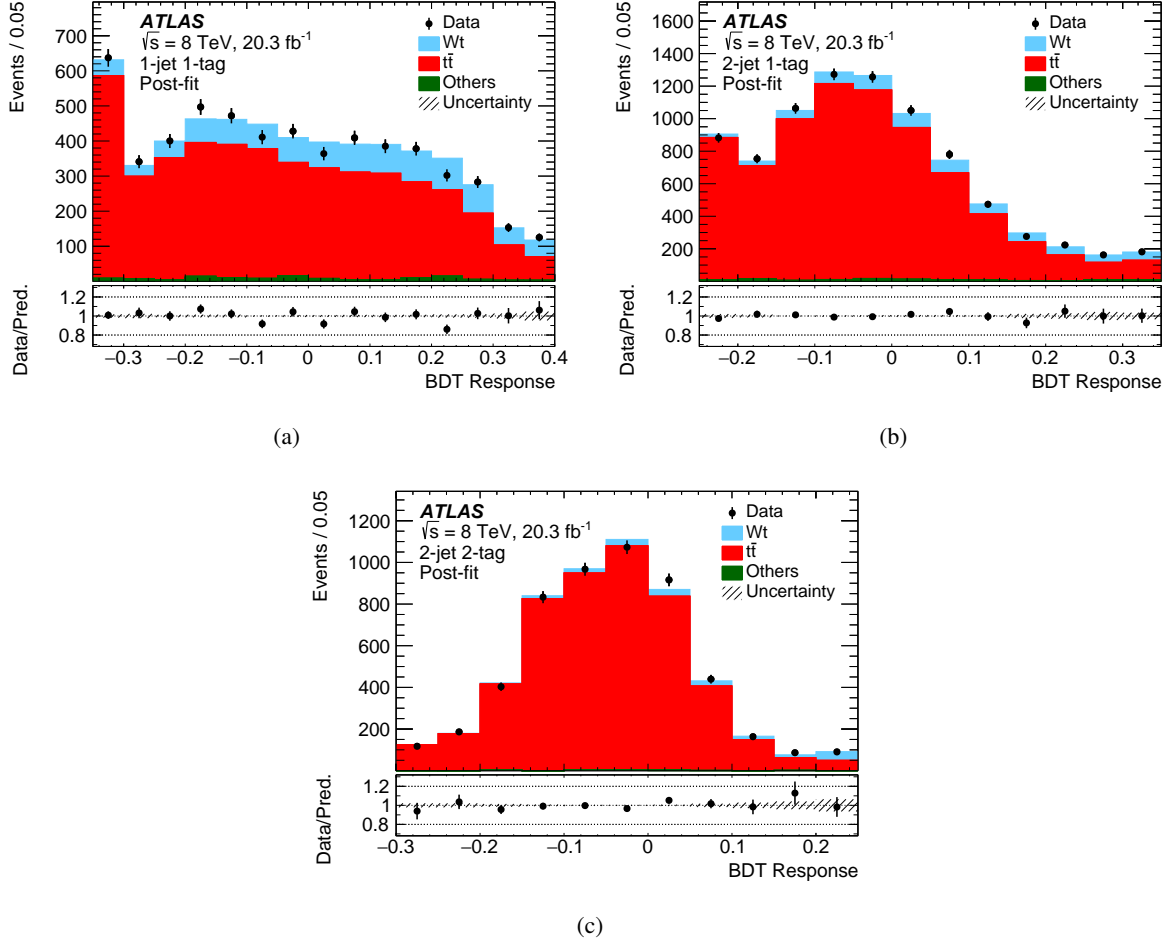 Events / 0.05
700
600
500
400
300
200
100
ATLAS
√s = 8 TeV, 20.3 fb⁻¹
1-jet 1-tag
Post-fit
Data
Wt
tt̄
Others
Uncertainty
Data/Pred.
1.2
1
0.8
−0.3 −0.2 −0.1 0 0.1 0.2 0.3 0.4
BDT Response
(a)
Events / 0.05
1600
1400
1200
1000
800
600
400
200
ATLAS
√s = 8 TeV, 20.3 fb⁻¹
2-jet 1-tag
Post-fit
Data
Wt
tt̄
Others
Uncertainty
Data/Pred.
1.2
1
0.8
−0.2 −0.1 0 0.1 0.2 0.3
BDT Response
(b)
Events / 0.05
1200
1000
800
600
400
200
ATLAS
√s = 8 TeV, 20.3 fb⁻¹
2-jet 2-tag
Post-fit
Data
Wt
tt̄
Others
Uncertainty
Data/Pred.
1.2
1
0.8
−0.3 −0.2 −0.1 0 0.1 0.2
BDT Response
(c)